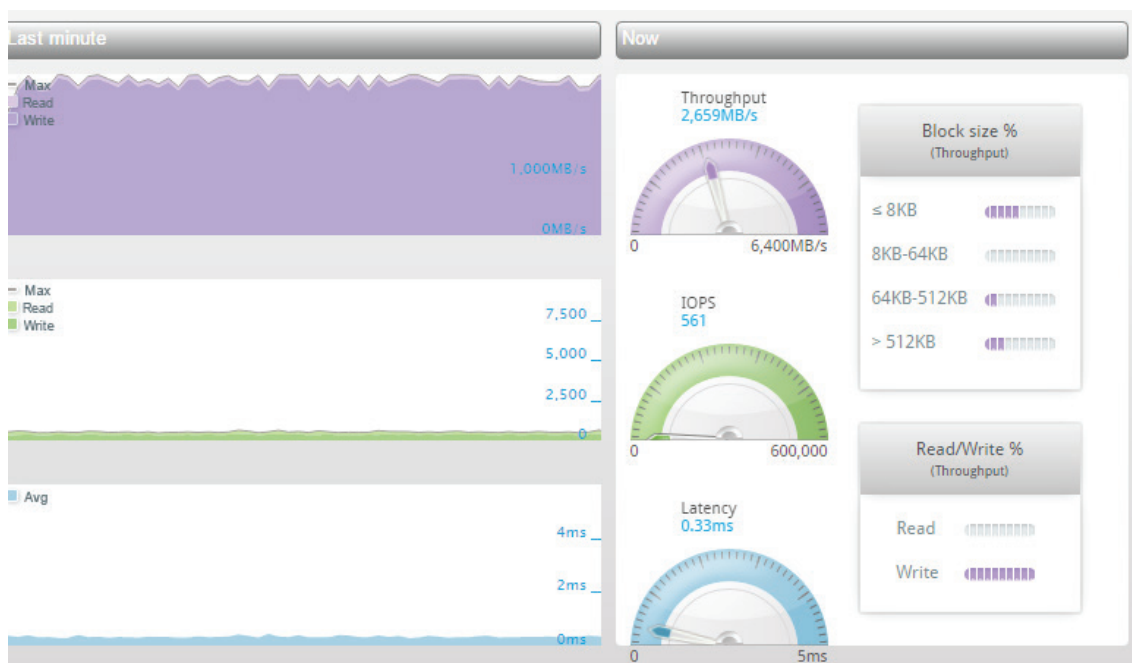 Last minute
Max
Read
Write
1,000MB/s
0MB/s
Max
Read
Write
7,500
5,000
2,500
0
Avg
4ms
2ms
0ms
Now
Throughput
2,659MB/s
0
6,400MB/s
IOPS
561
0
600,000
Latency
0.33ms
0
5ms
Block size %
(Throughput)
≤ 8KB
8KB-64KB
64KB-512KB
> 512KB
Read/Write %
(Throughput)
Read
Write